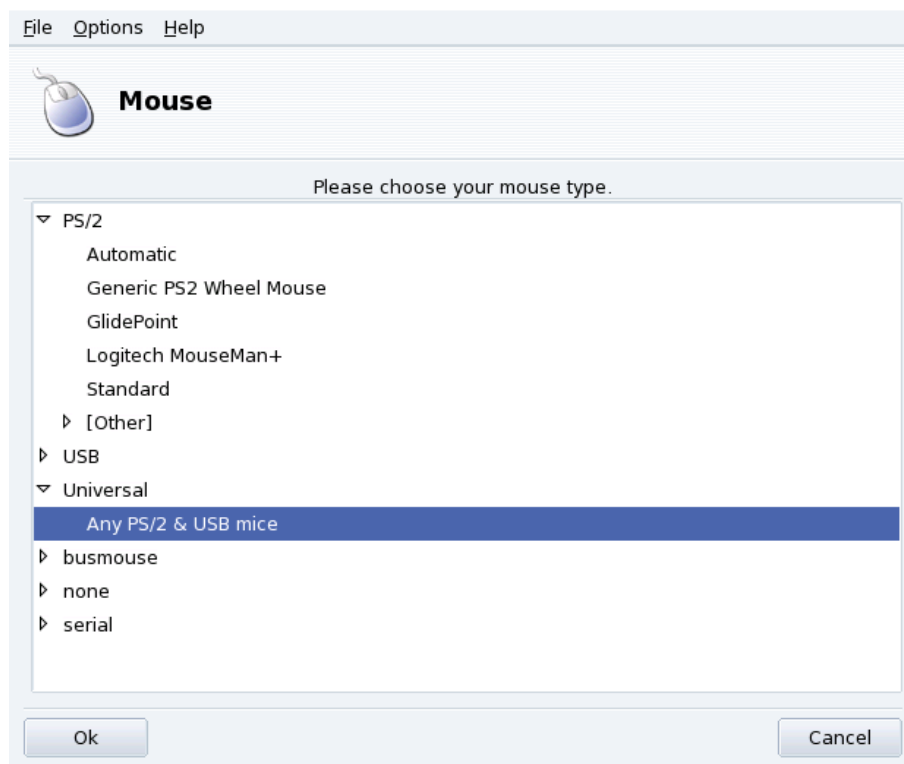 File Options Help
Mouse
Please choose your mouse type.
PS/2
Automatic
Generic PS2 Wheel Mouse
GlidePoint
Logitech MouseMan+
Standard
[Other]
USB
Universal
Any PS/2 & USB mice
busmouse
none
serial
Ok Cancel